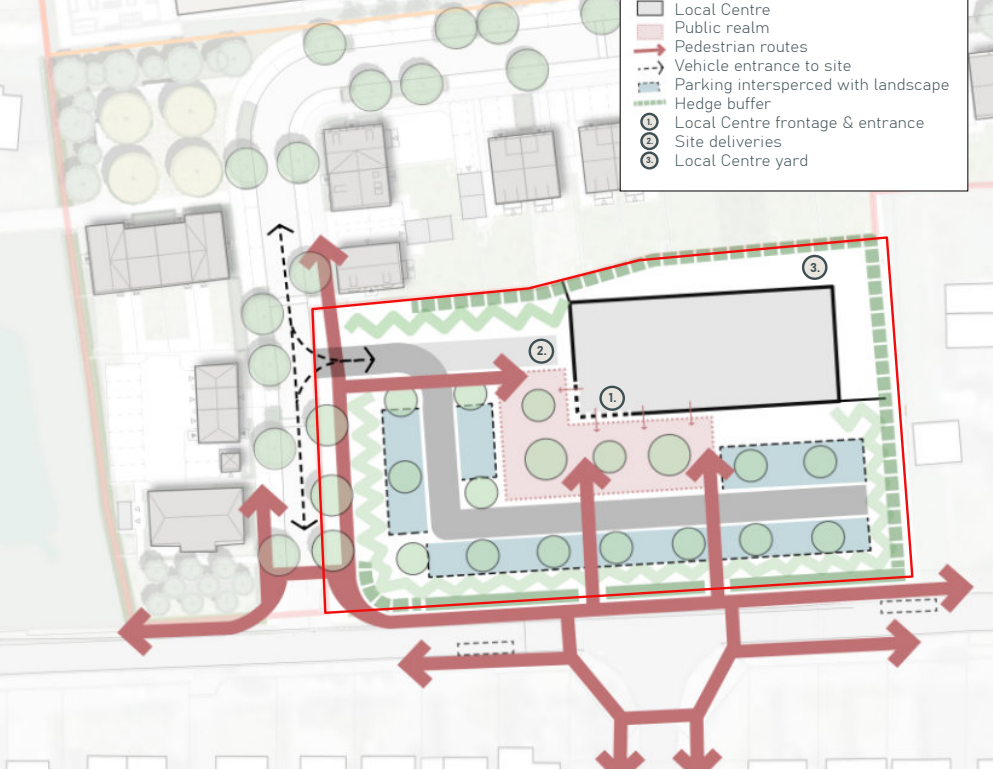 Local Centre
Public realm
Pedestrian routes
Vehicle entrance to site
Parking interspersed with landscape
Hedge buffer
1. Local Centre frontage & entrance
2. Site deliveries
3. Local Centre yard
3.
2.
1.